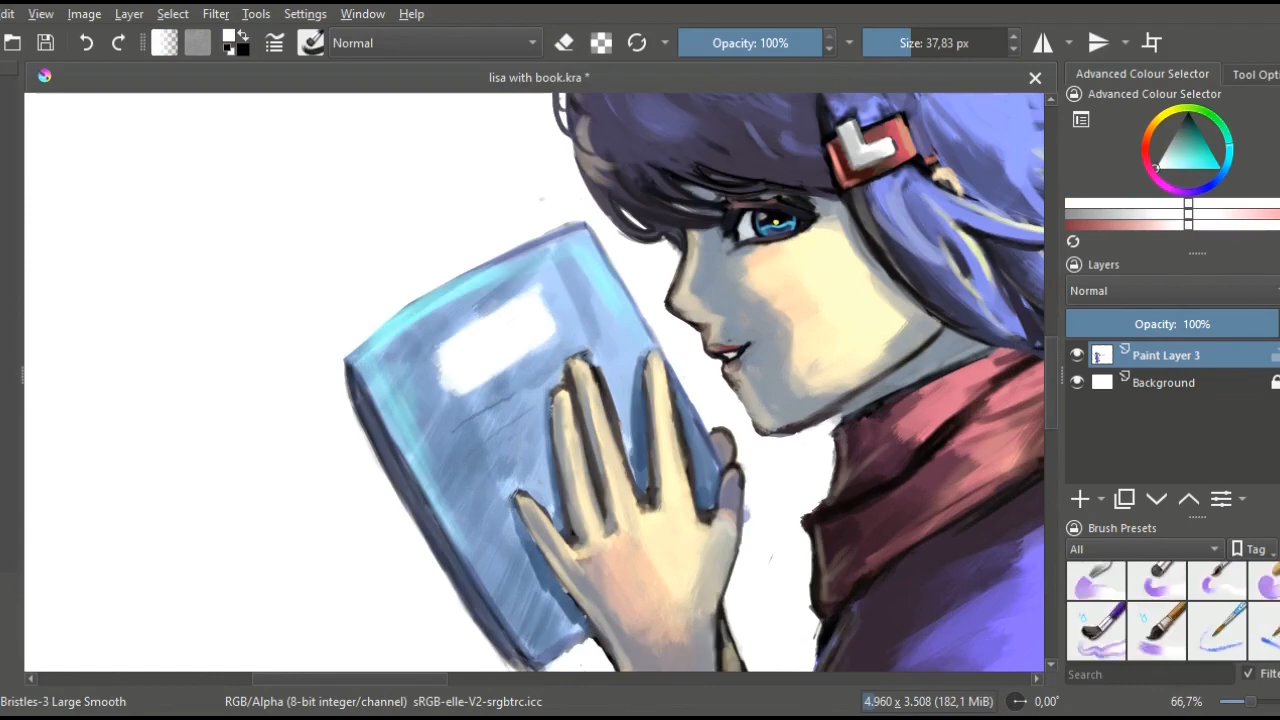 dit View Image Layer Select Filter Tools Settings Window Help
Normal Opacity: 100% Size: 37,83 px
lisa with book.kra *
Advanced Colour Selector Tool Opti
Advanced Colour Selector
L
Layers
Normal
Opacity: 100%
Paint Layer 3
Background
Brush Presets
All Tag
Search Filte
Bristles-3 Large Smooth RGB/Alpha (8-bit integer/channel) sRGB-elle-V2-srgbtrc.icc 4.960 x 3.508 (182,1 MiB) 0,00° 66,7%